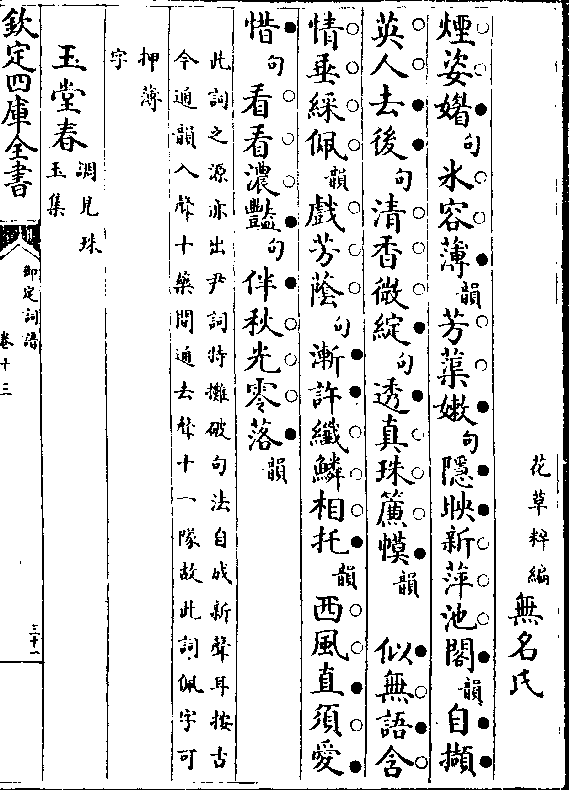 花草粹編無名氏
煙姿媚句氷容薄韻芳蕖嫩句隠映新萍池閣韻自擷
英人去後句清香微綻句透真珠簾幙韻 似無語含
情垂綵佩韻戲芳蔭句漸許纎鱗相托韻西風直須愛
惜句看看濃豔句伴秋光零落韻
此詞之源亦出尹詞特攤破句法自成新聲耳按古
今通韻入聲十藥間通去聲十一隊故此詞佩字可
押薄
字
玉堂春調見珠
玉集
欽定四庫全書
御定詞譜
卷十三
三十一